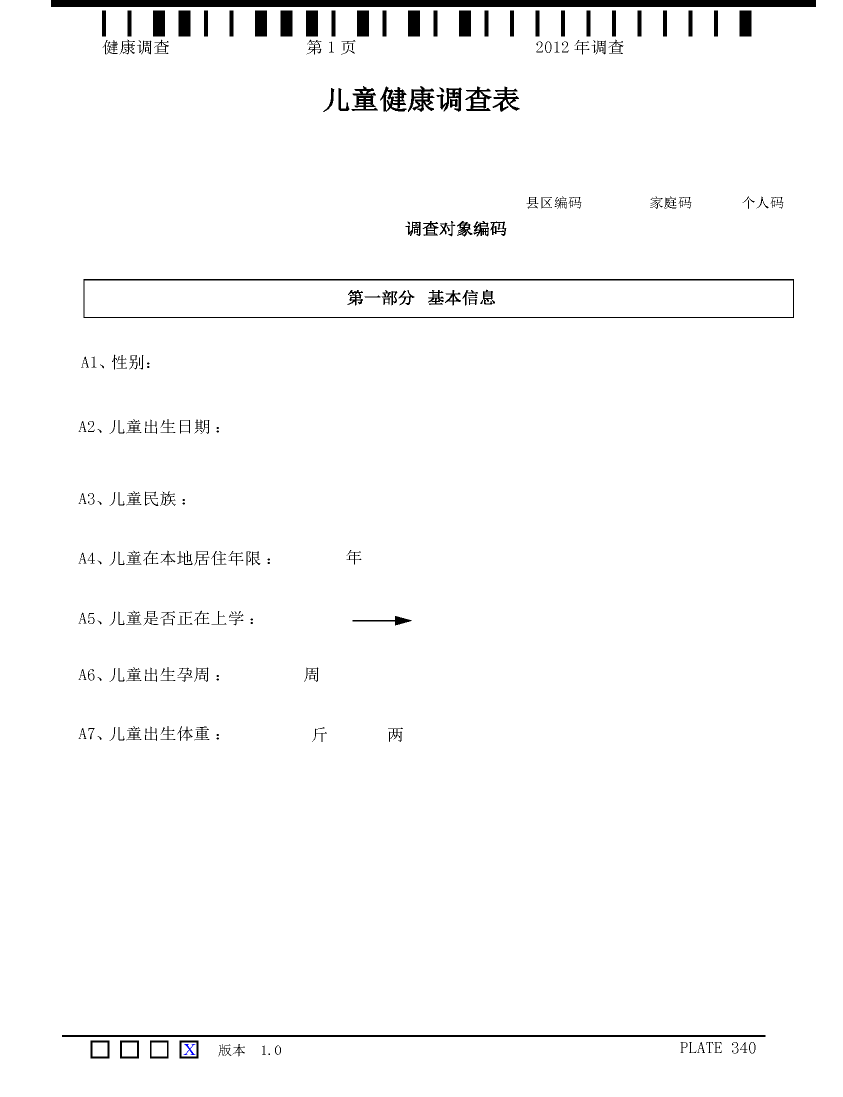 健康调查 第 1 页 2012 年调查
儿童健康调查表
县区编码 家庭码 个人码
调查对象编码
第一部分 基本信息
A1、性别:
A2、儿童出生日期:
A3、儿童民族:
A4、儿童在本地居住年限: 年
A5、儿童是否正在上学:
A6、儿童出生孕周: 周
A7、儿童出生体重: 斤 两
X 版本 1.0 PLATE 340